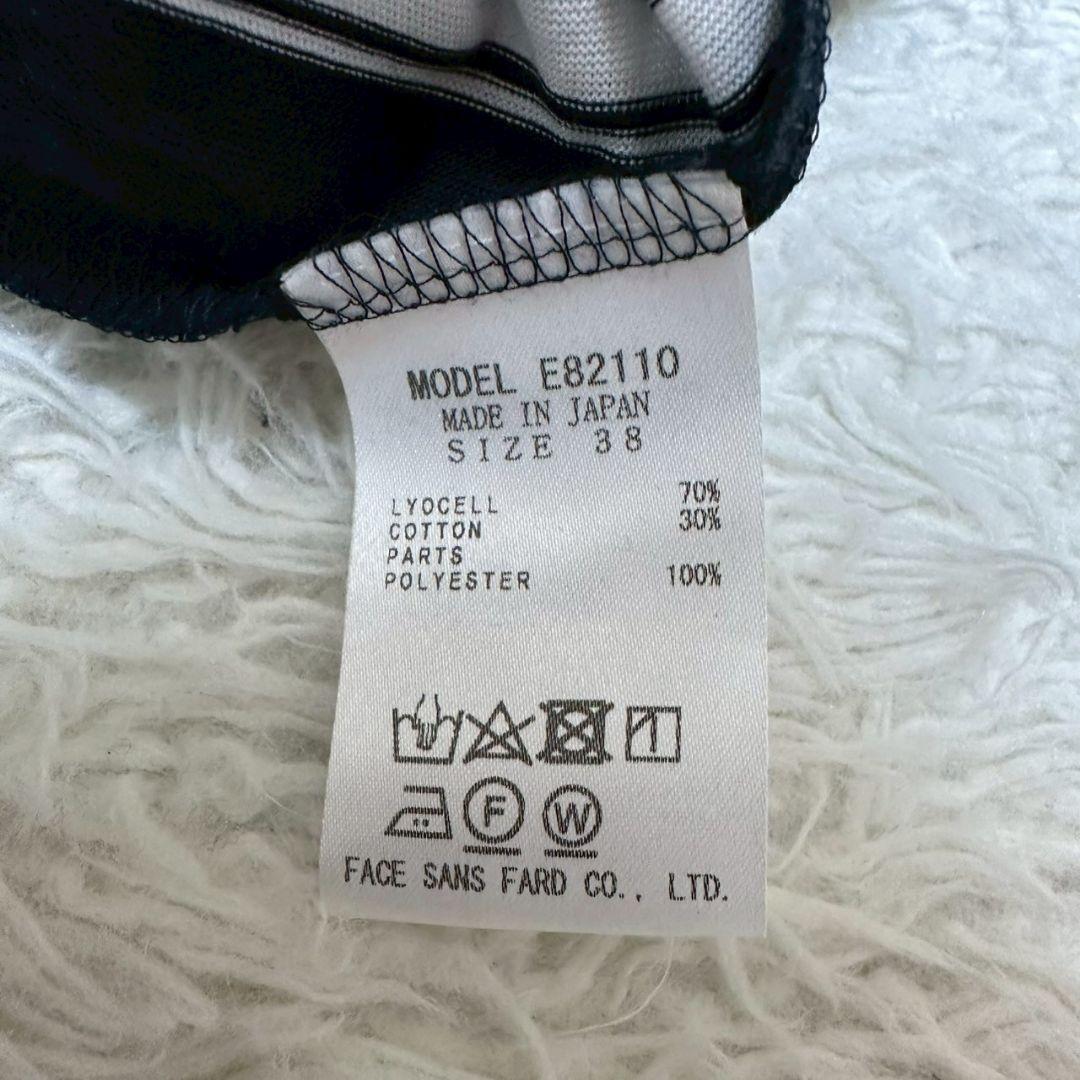 MODEL E82110
MADE IN JAPAN
SIZE 38
LYOCELL 70%
COTTON 30%
PARTS
POLYESTER 100%
F W
FACE SANS FARD CO., LTD.